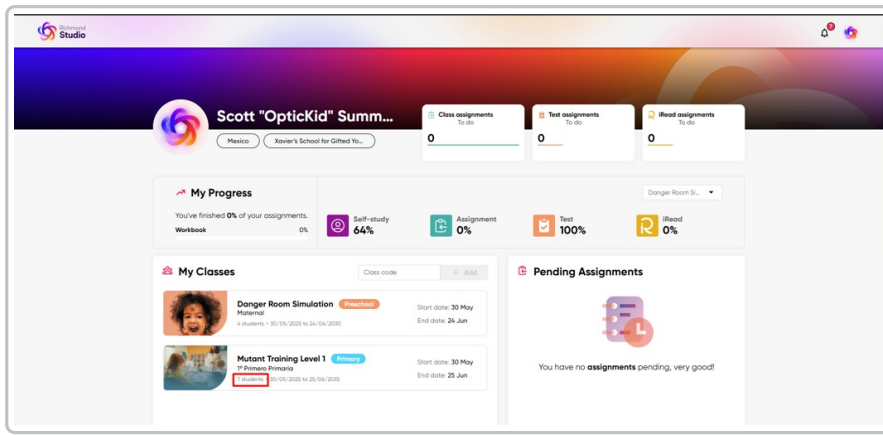 Richmond
Studio
7
Scott "OpticKid" Summ...
Mexico
Xavier's School for Gifted Yo...
Class assignments
To do
0
Test assignments
To do
0
iRead assignments
To do
0
My Progress
Danger Room Si...
You've finished 0% of your assignments.
Workbook 0%
Self-study
64%
Assignment
0%
Test
100%
iRead
0%
My Classes
Class code
+ Add
Danger Room Simulation Preschool
Maternal
4 students • 30/05/2025 to 24/06/2030
Start date: 30 May
End date: 24 Jun
Mutant Training Level 1 Primary
1º Primero Primaria
7 students • 30/05/2025 to 25/06/2035
Start date: 30 May
End date: 25 Jun
Pending Assignments
You have no assignments pending, very good!